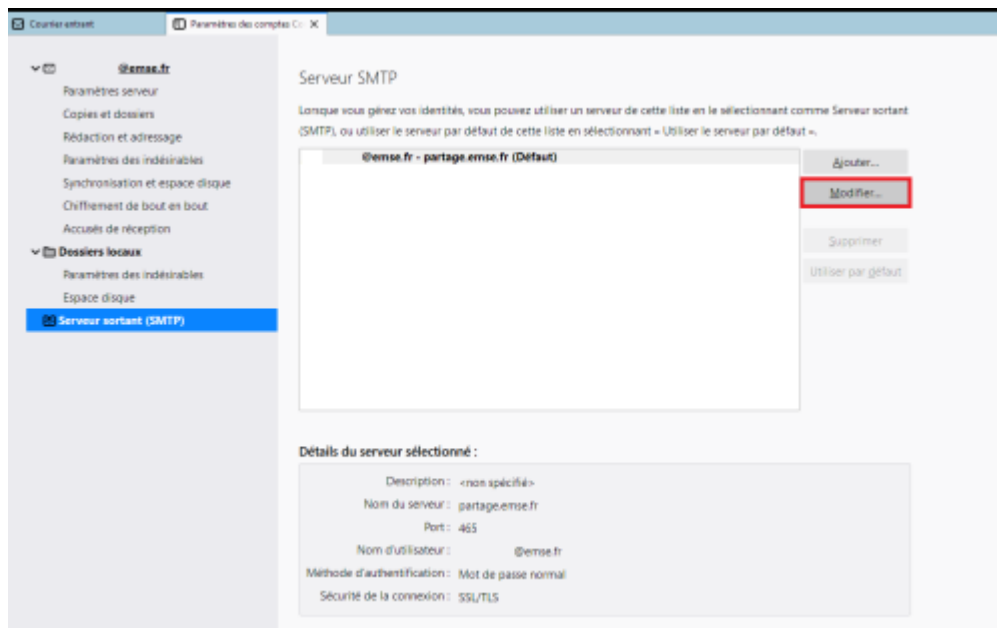 Courrier entrant
Paramètres des comptes Co
@emse.fr
Paramètres serveur
Copies et dossiers
Rédaction et adressage
Paramètres des indésirables
Synchronisation et espace disque
Chiffrement de bout en bout
Accusés de réception
Dossiers locaux
Paramètres des indésirables
Espace disque
Serveur sortant (SMTP)
Serveur SMTP
Lorsque vous gérez vos identités, vous pouvez utiliser un serveur de cette liste en le sélectionnant comme Serveur sortant
(SMTP), ou utiliser le serveur par défaut de cette liste en sélectionnant « Utiliser le serveur par défaut ».
@emse.fr - partage.emse.fr (Défaut)
Ajouter...
Modifier...
Supprimer
Utiliser par défaut
Détails du serveur sélectionné :
Description : <non spécifié>
Nom du serveur : partage.emse.fr
Port : 465
Nom d'utilisateur : @emse.fr
Méthode d'authentification : Mot de passe normal
Sécurité de la connexion : SSL/TLS